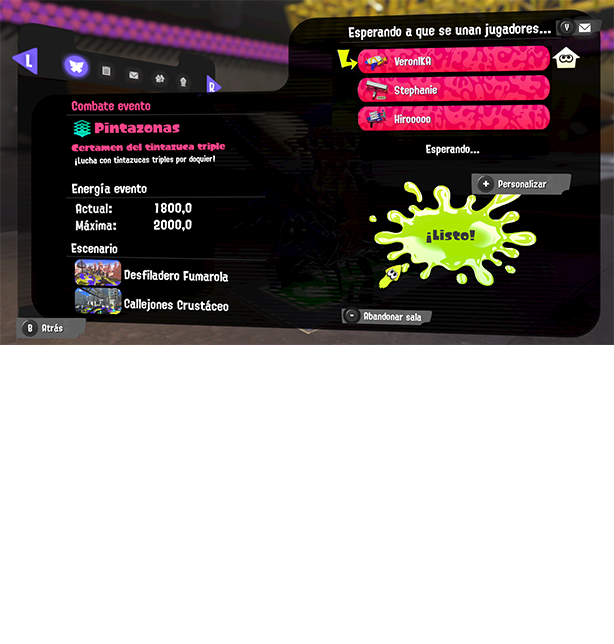 Esperando a que se unan jugadores...
Y
L
R
VeronIKA
Stephanie
Hirooooo
Esperando...
+ Personalizar
¡Listo!
- Abandonar sala
Combate evento
Pintazonas
Certamen del tintazuca triple
¡Lucha con tintazucas triples por doquier!
Energía evento
Actual: 1800,0
Máxima: 2000,0
Escenario
Desfiladero Fumarola
Callejones Crustáceo
B Atrás